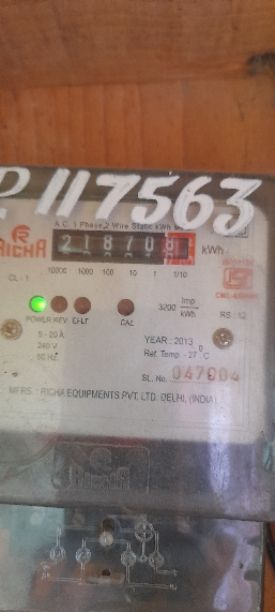 P 117563
A.C. 1 Phase, 2 Wire Static kWh
RICHA
218708 kWh
CL - 1 10000 1000 100 10 1 1/10
3200 Imp/kWh RS : 12
POWER REV E/LT CAL
5 - 20 A
240 V
50 Hz
YEAR : 2013
Ref. Temp. - 27°C
SL. No. 047004
MFRS. : RICHA EQUIPMENTS PVT. LTD. DELHI, (INDIA)